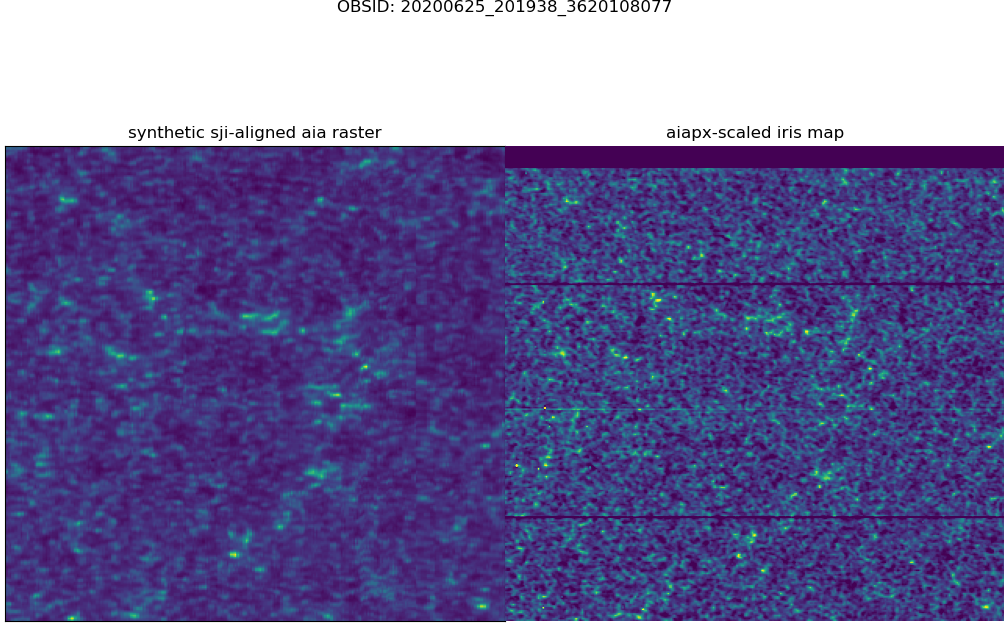 OBSID: 20200625_201938_3620108077
synthetic sji-aligned aia raster
aiapx-scaled iris map